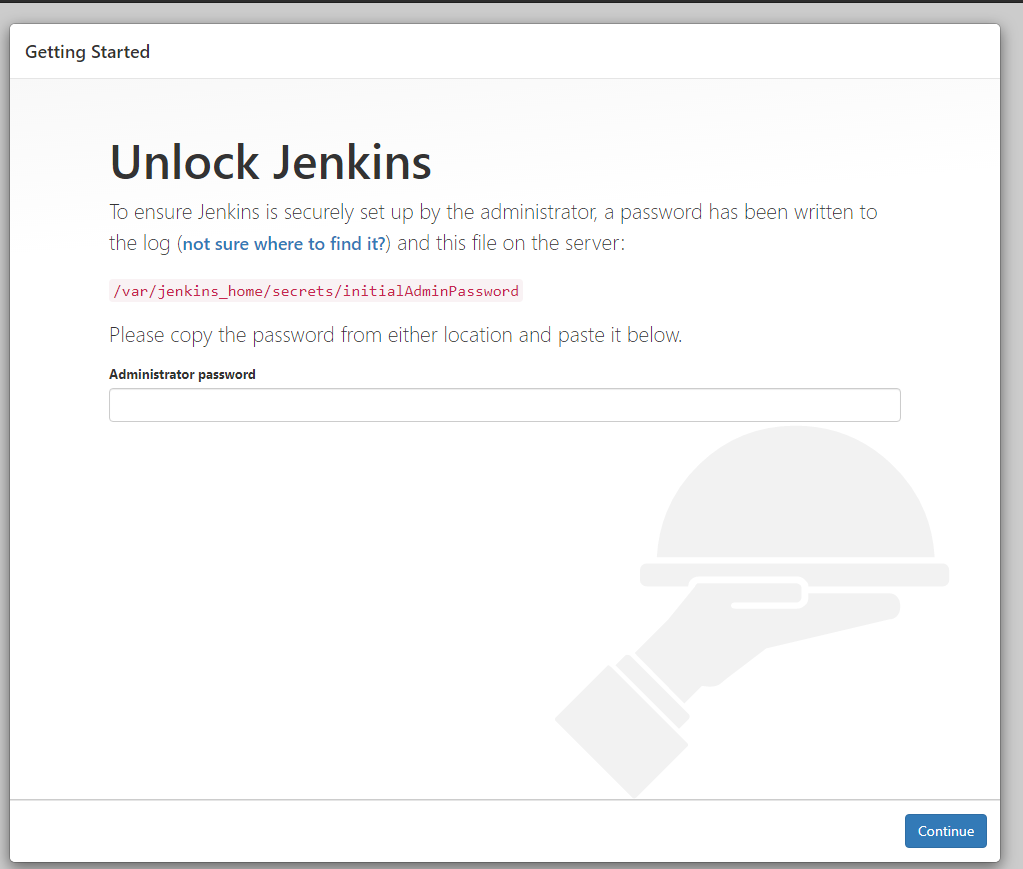 Getting Started
Unlock Jenkins
To ensure Jenkins is securely set up by the administrator, a password has been written to
the log (not sure where to find it?) and this file on the server:
/var/jenkins_home/secrets/initialAdminPassword
Please copy the password from either location and paste it below.
Administrator password
Continue